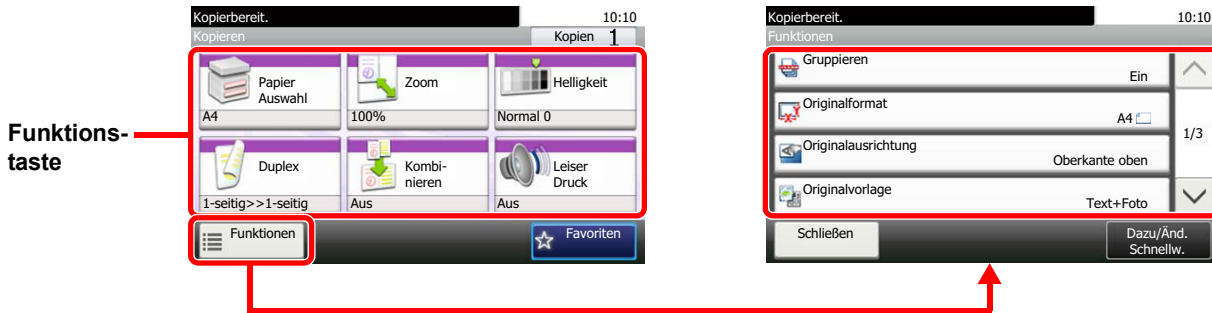 Funktions-
taste
Kopierbereit. 10:10
Kopieren Kopien 1
Papier
Auswahl
A4
Zoom
100%
Helligkeit
Normal 0
Duplex
1-seitig>>1-seitig
Kombi-
nieren
Aus
Leiser
Druck
Aus
Funktionen
Favoriten
Kopierbereit. 10:10
Funktionen
Gruppieren
Ein
Originalformat
A4
1/3
Originalausrichtung
Oberkante oben
Originalvorlage
Text+Foto
Schließen
Dazu/Änd.
Schnellw.